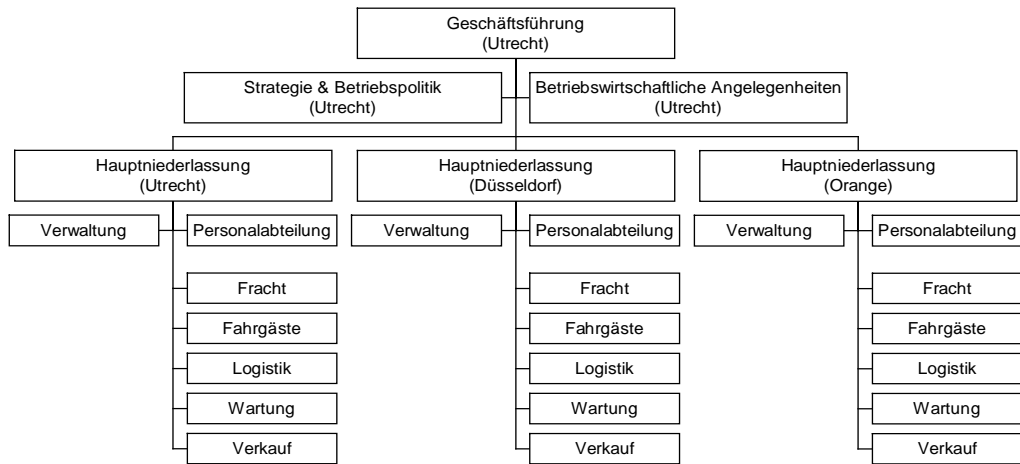 Geschäftsführung
(Utrecht)
Strategie & Betriebspolitik
(Utrecht)
Betriebswirtschaftliche Angelegenheiten
(Utrecht)
Hauptniederlassung
(Utrecht)
Hauptniederlassung
(Düsseldorf)
Hauptniederlassung
(Orange)
Verwaltung
Personalabteilung
Verwaltung
Personalabteilung
Verwaltung
Personalabteilung
Fracht
Fracht
Fracht
Fahrgäste
Fahrgäste
Fahrgäste
Logistik
Logistik
Logistik
Wartung
Wartung
Wartung
Verkauf
Verkauf
Verkauf